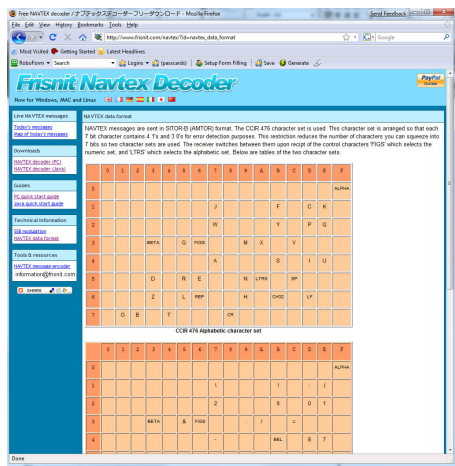 Free NAVTEX decoder / ナブテックスデコーダーフリーダウンロード - Mozilla Firefox
Send Feedback
File Edit View History Bookmarks Tools Help
http://www.frisnit.com/navtex/?id=navtex_data_format
Google
Most Visited Getting Started Latest Headlines
RoboForm Search Logins (passcards) Setup Form Filling Save Generate
Frisnit Navtex Decoder
PayPal
Donate
Now for Windows, MAC and Linux
Live NAVTEX messages
Today's messages
Map of today's messages
Downloads
NAVTEX decoder (PC)
NAVTEX decoder (Java)
Guides
PC quick start guide
Java quick start guide
Technical information
SSB modulation
NAVTEX data format
Tools & resources
NAVTEX message encoder
information@frisnit.com
SHARE
NAVTEX data format
NAVTEX messages are sent in SITOR-B (AMTOR) format. The CCIR 476 character set is used. This character set is arranged so that each
7 bit character contains 4 1's and 3 0's for error detection purposes. This restriction reduces the number of characters you can squeeze into
7 bits so two character sets are used. The receiver switches between them upon recipt of the control characters 'FIGS' which selects the
numeric set, and 'LTRS' which selects the alphabetic set. Below are tables of the two character sets.
0 1 2 3 4 5 6 7 8 9 A B C D E F
0 ALPHA
1 J F C K
2 W Y P Q
3 BETA G FIGS M X V
4 A S I U
5 D R E N LTRS SP
6 Z L REP H CHG2 LF
7 O B T CR
CCIR 476 Alphabetic character set
0 1 2 3 4 5 6 7 8 9 A B C D E F
0 ALPHA
1 \ ! : (
2 2 6 0 1
3 BETA & FIGS . / =
4 - BEL 8 7
Done